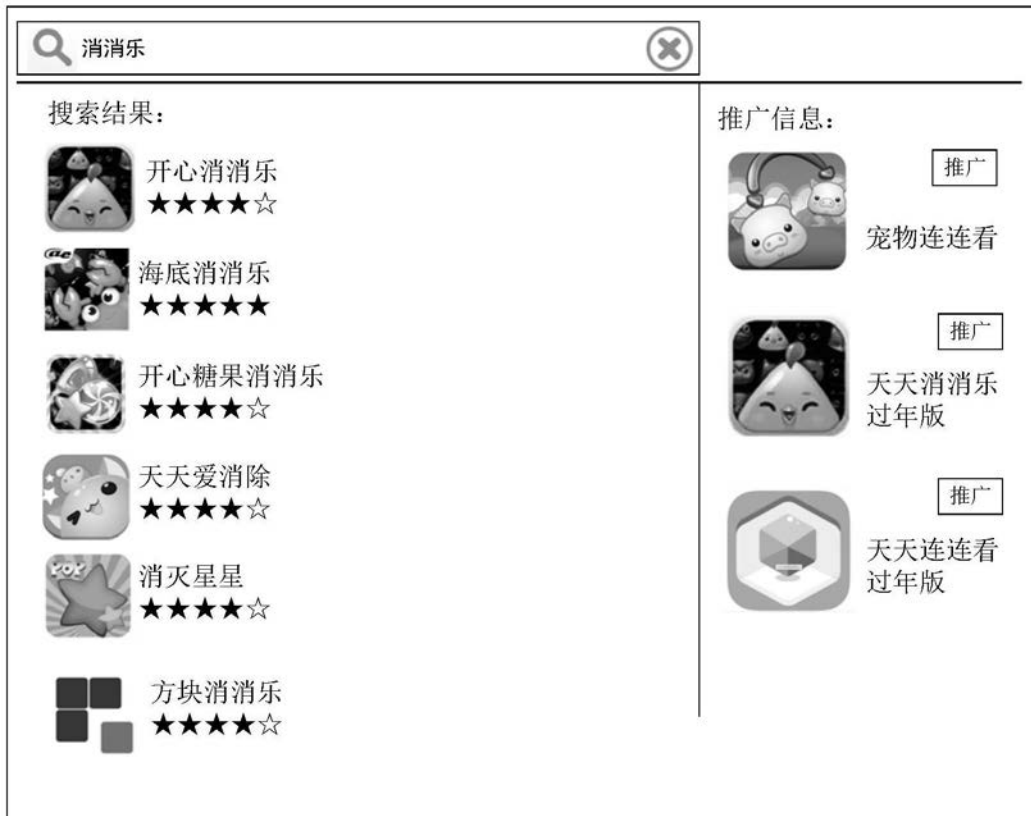 消消乐
搜索结果：
开心消消乐
★★★★☆
海底消消乐
★★★★★
开心糖果消消乐
★★★★☆
天天爱消除
★★★★☆
消灭星星
★★★★☆
方块消消乐
★★★★☆
推广信息：
推广
宠物连连看
推广
天天消消乐
过年版
推广
天天连连看
过年版